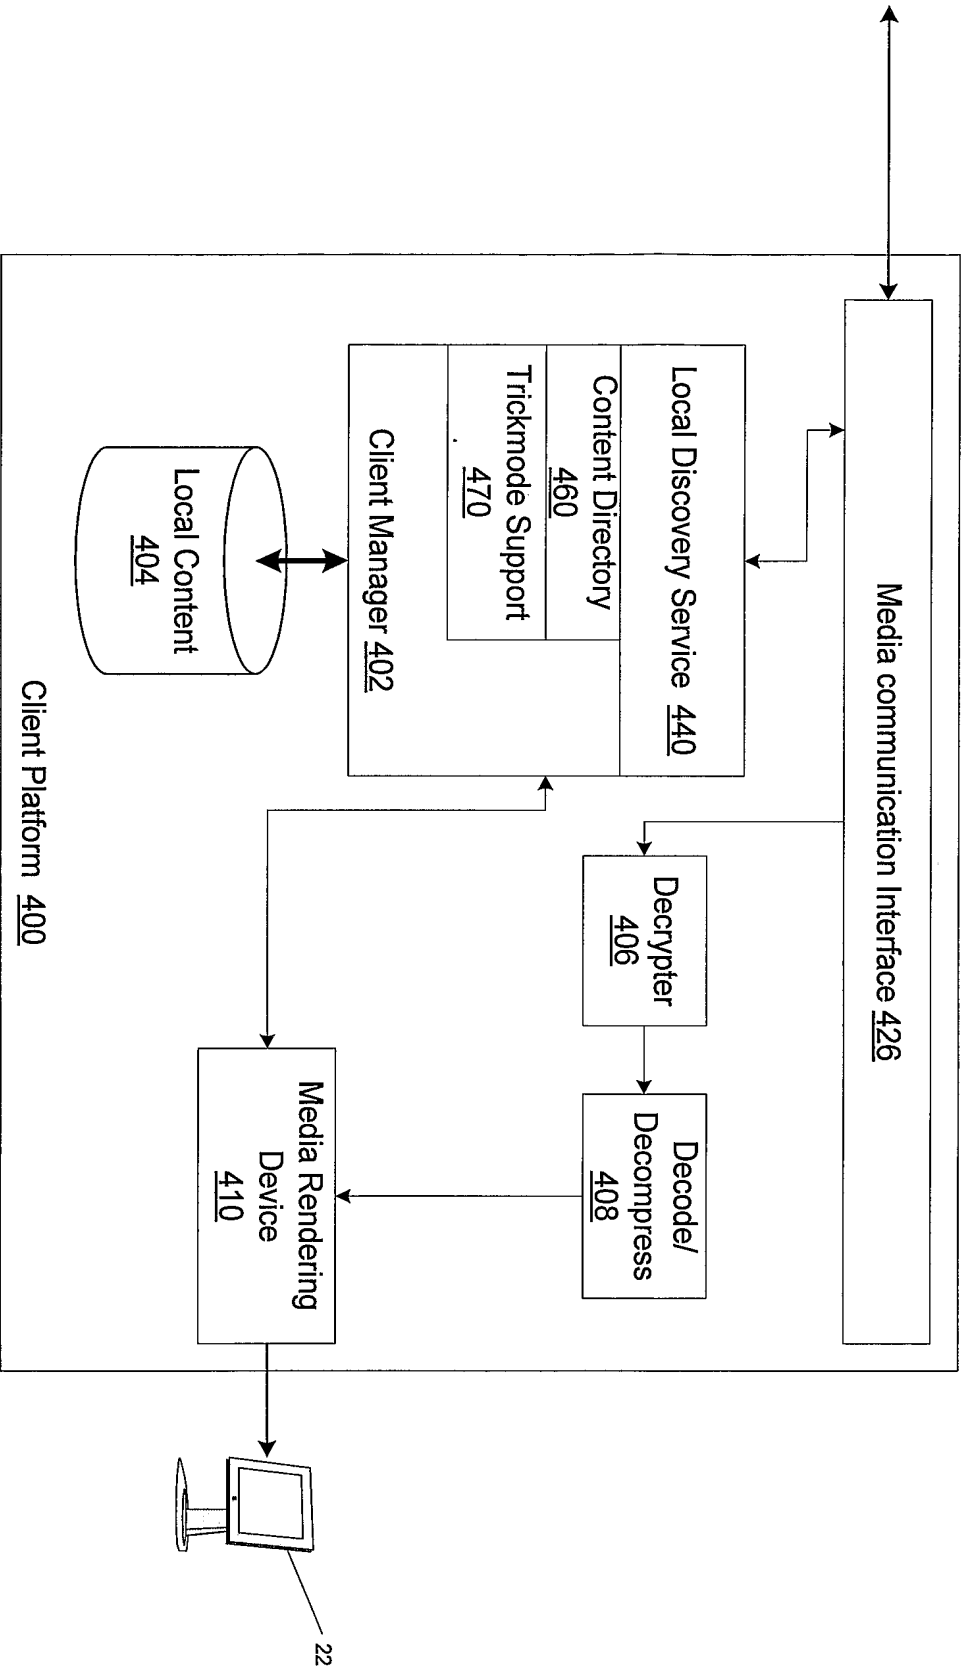 Media communication Interface 426
Local Discovery Service 440
Content Directory
460
Trickmode Support
470
Client Manager 402
Local Content
404
Decrypter
406
Decode/
Decompress
408
Media Rendering
Device
410
22
Client Platform 400